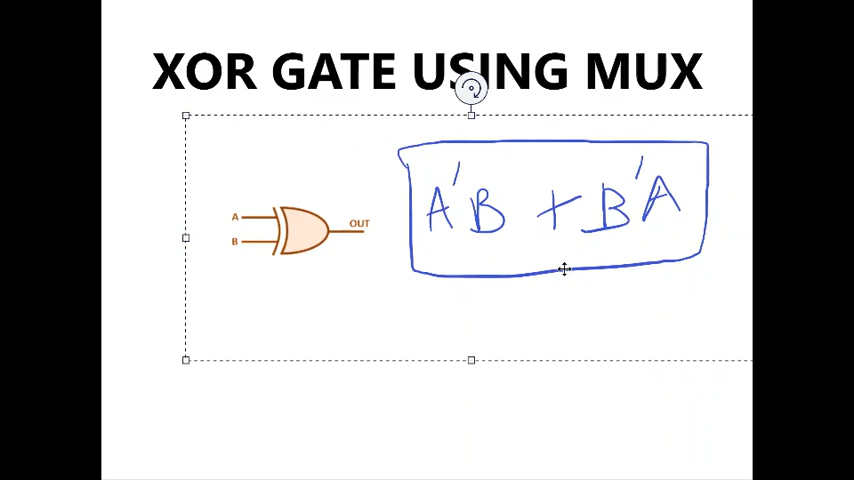 XOR GATE USING MUX
A'B + B'A
A
B
OUT